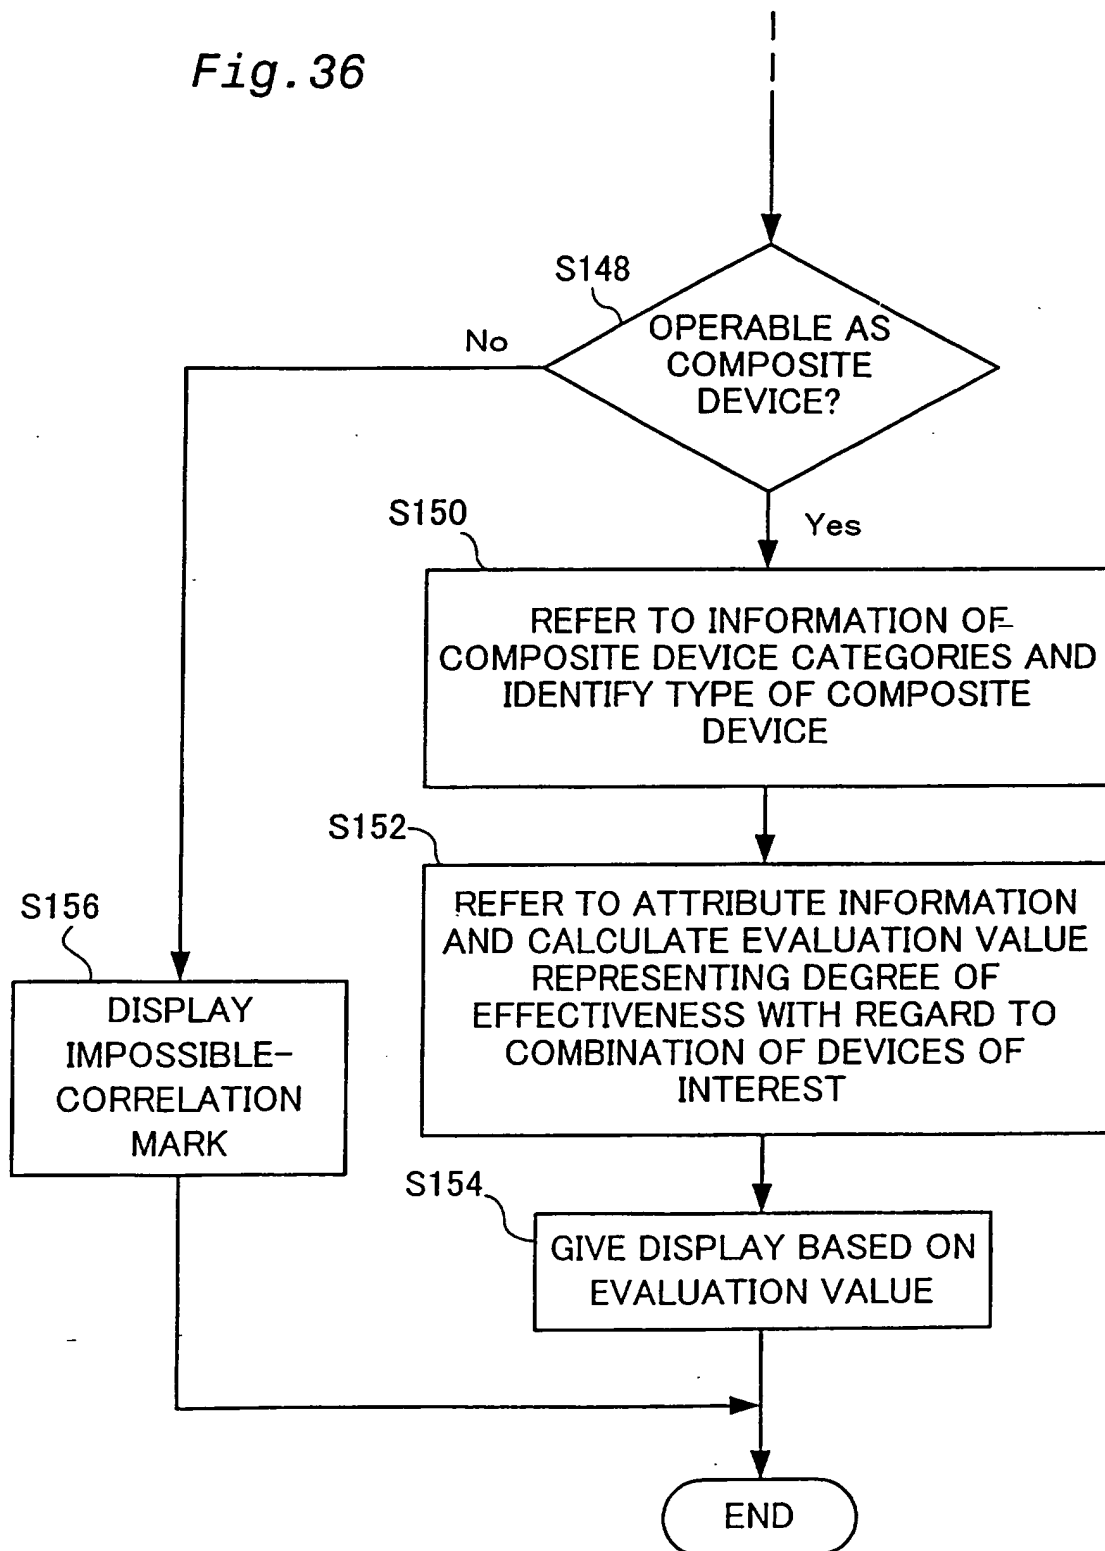 Fig.36
S148
OPERABLE AS
COMPOSITE
DEVICE?
No
Yes
S150
REFER TO INFORMATION OF
COMPOSITE DEVICE CATEGORIES AND
IDENTIFY TYPE OF COMPOSITE
DEVICE
S152
REFER TO ATTRIBUTE INFORMATION
AND CALCULATE EVALUATION VALUE
REPRESENTING DEGREE OF
EFFECTIVENESS WITH REGARD TO
COMBINATION OF DEVICES OF
INTEREST
S156
DISPLAY
IMPOSSIBLE-
CORRELATION
MARK
S154
GIVE DISPLAY BASED ON
EVALUATION VALUE
END